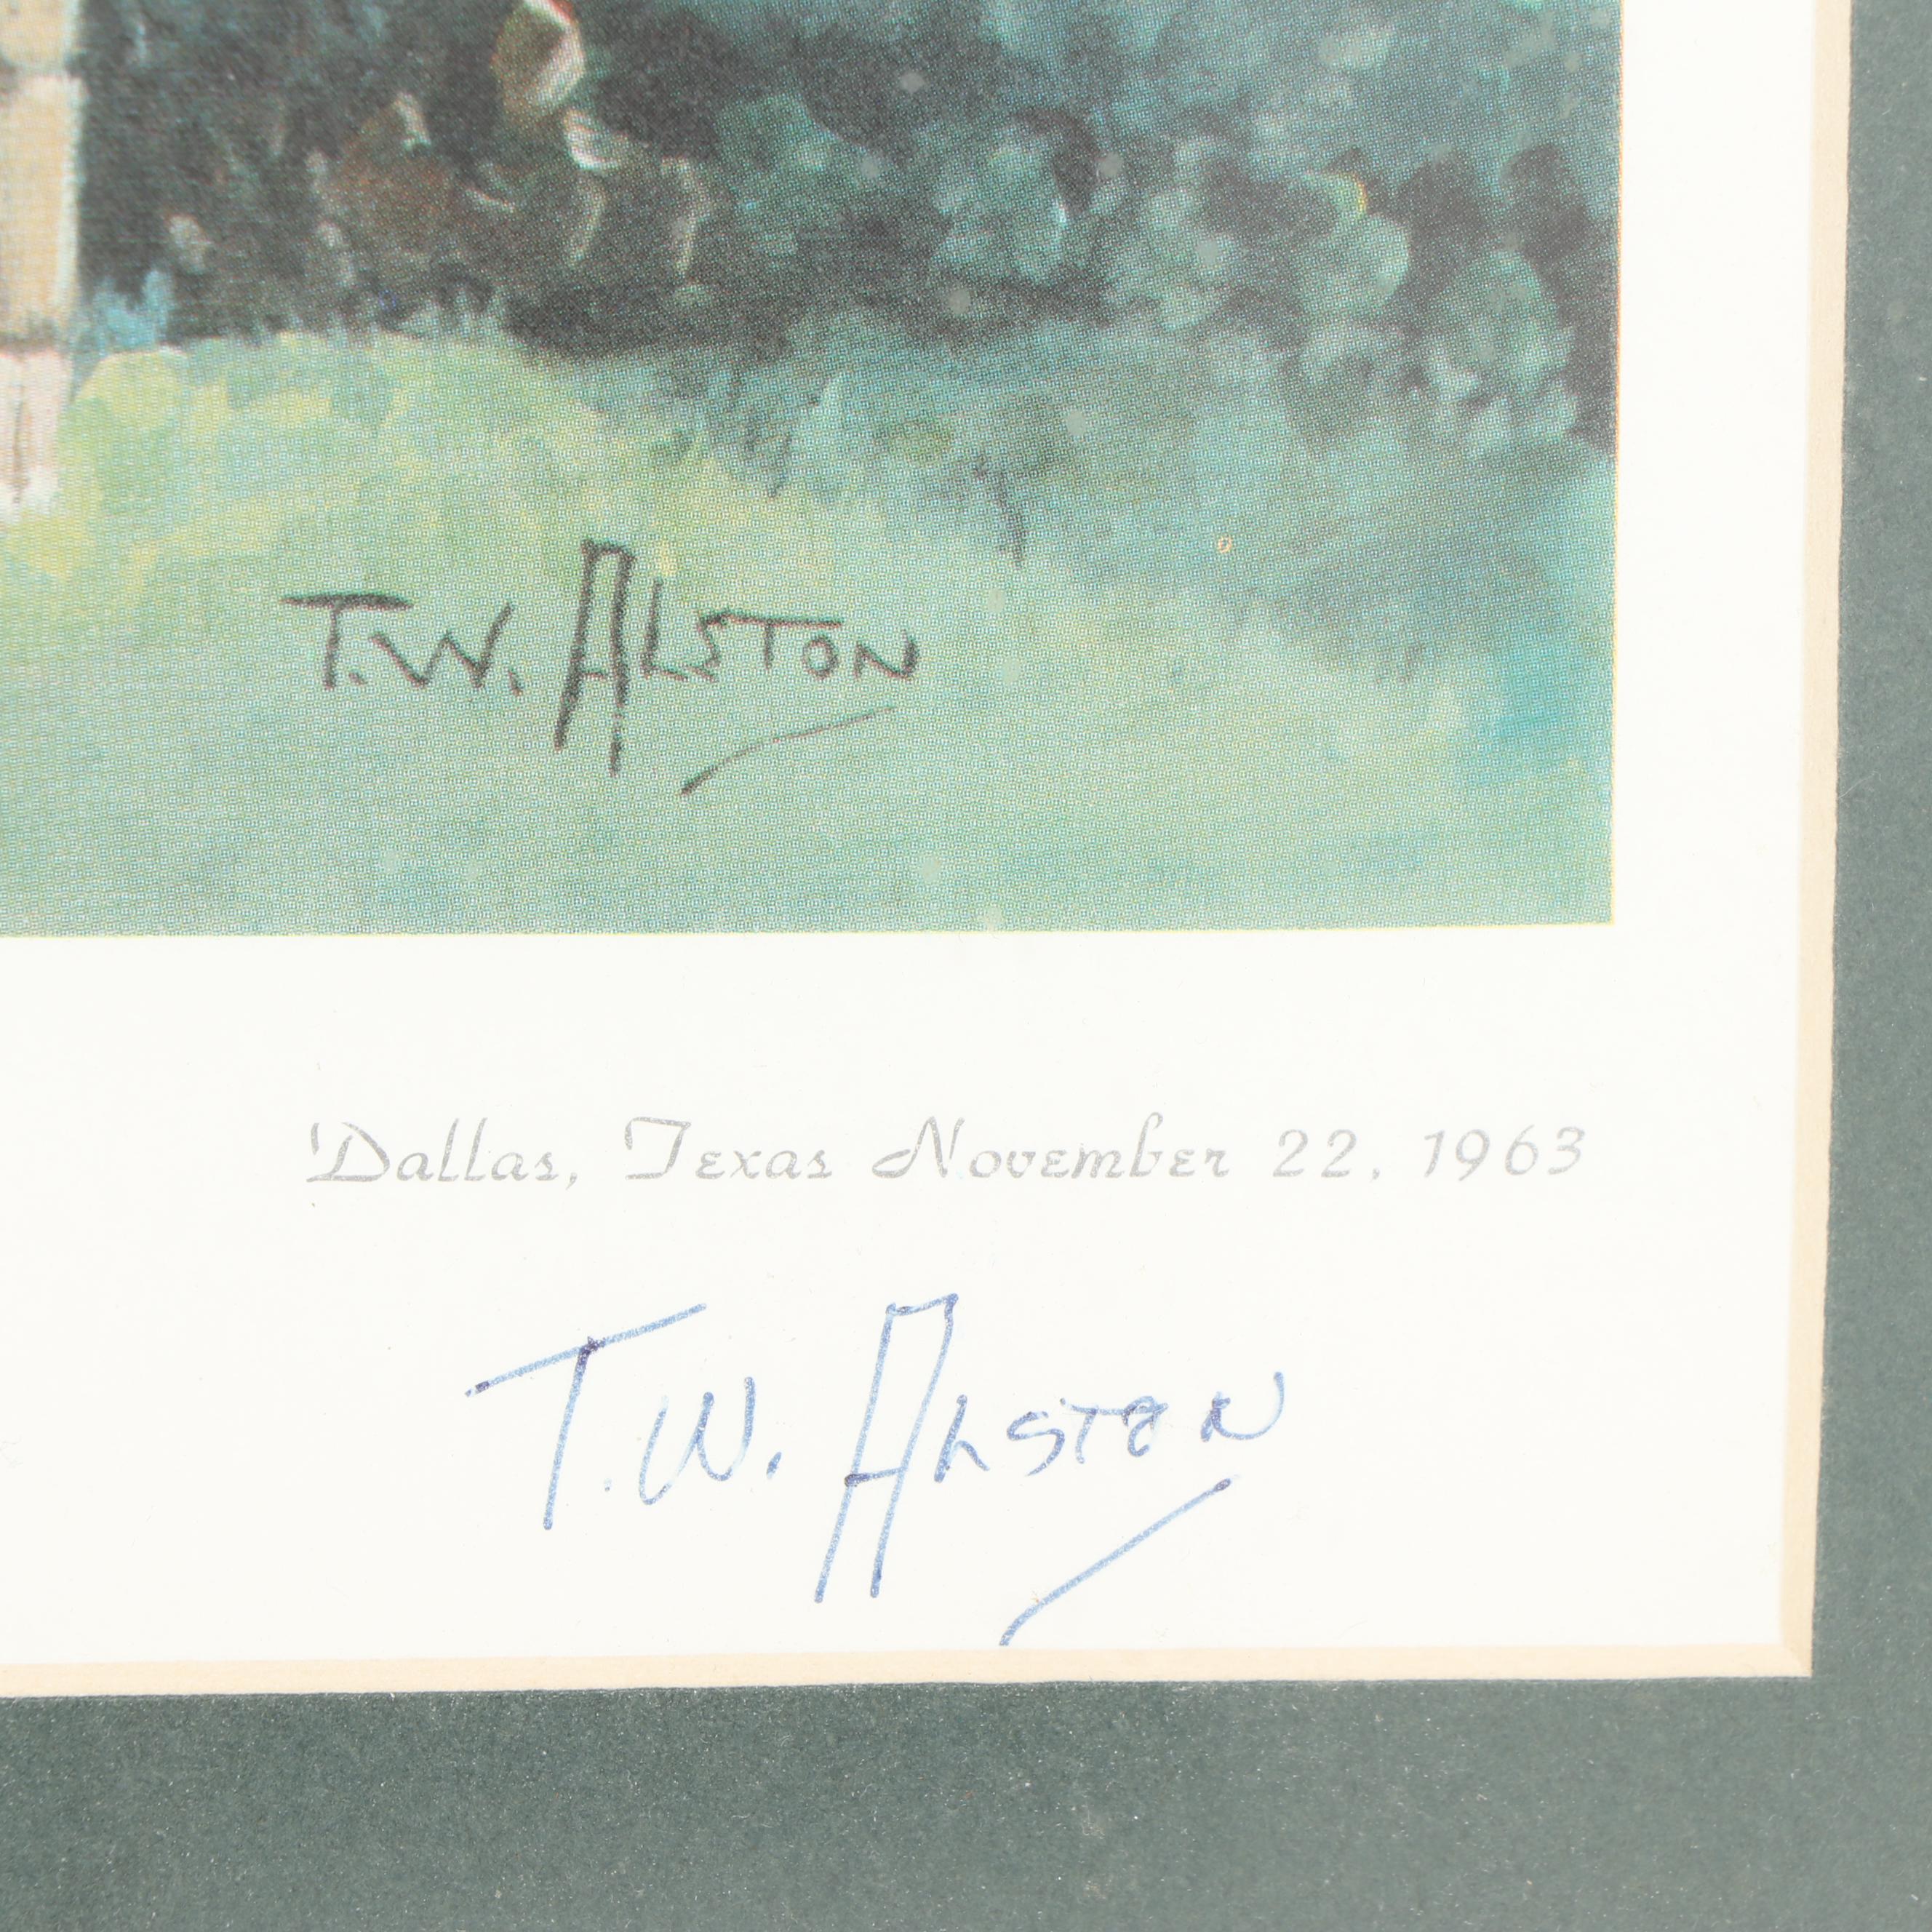 T.W. ALSTON
Dallas, Texas November 22, 1963
T.W. ALSTON